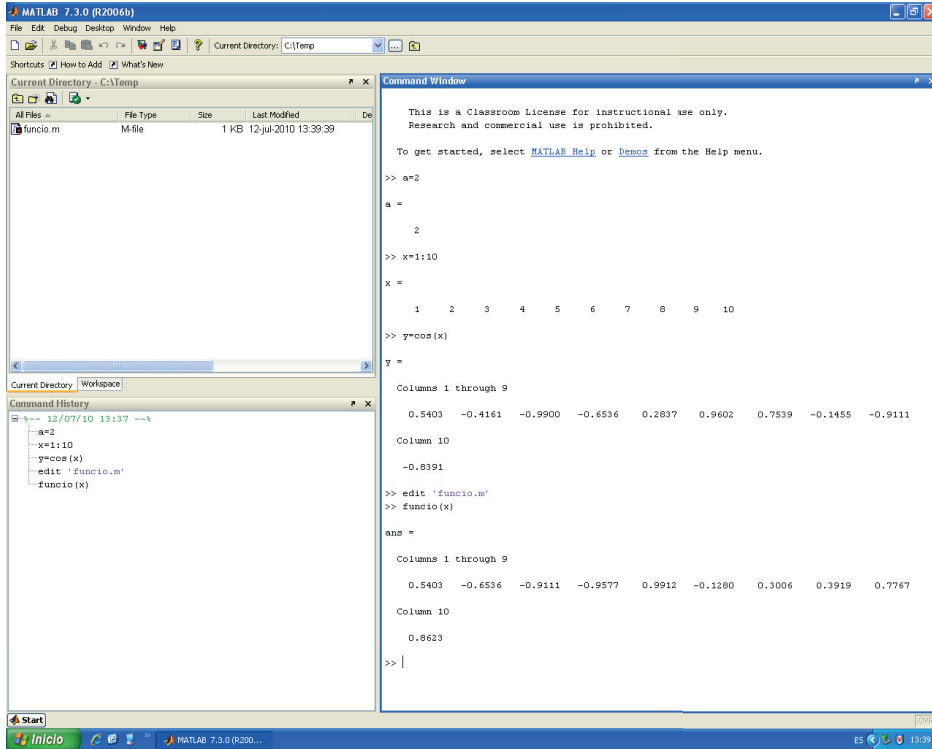 MATLAB 7.3.0 (R2006b)
File Edit Debug Desktop Window Help
Current Directory: C:\Temp
Shortcuts How to Add What's New
Current Directory - C:\Temp
All Files File Type Size Last Modified De
funcio.m M-file 1 KB 12-jul-2010 13:39:39
Current Directory Workspace
Command History
%-- 12/07/10 13:37 --%
a=2
x=1:10
y=cos(x)
edit 'funcio.m'
funcio(x)
Command Window
This is a Classroom License for instructional use only.
Research and commercial use is prohibited.
To get started, select MATLAB Help or Demos from the Help menu.
>> a=2
a =
2
>> x=1:10
x =
1 2 3 4 5 6 7 8 9 10
>> y=cos(x)
y =
Columns 1 through 9
0.5403 -0.4161 -0.9900 -0.6536 0.2837 0.9602 0.7539 -0.1455 -0.9111
Column 10
-0.8391
>> edit 'funcio.m'
>> funcio(x)
ans =
Columns 1 through 9
0.5403 -0.6536 -0.9111 -0.9577 0.9912 -0.1280 0.3006 0.3919 0.7767
Column 10
0.8623
>>
Start
OVR
Inicio
MATLAB 7.3.0 (R200...
ES
13:39